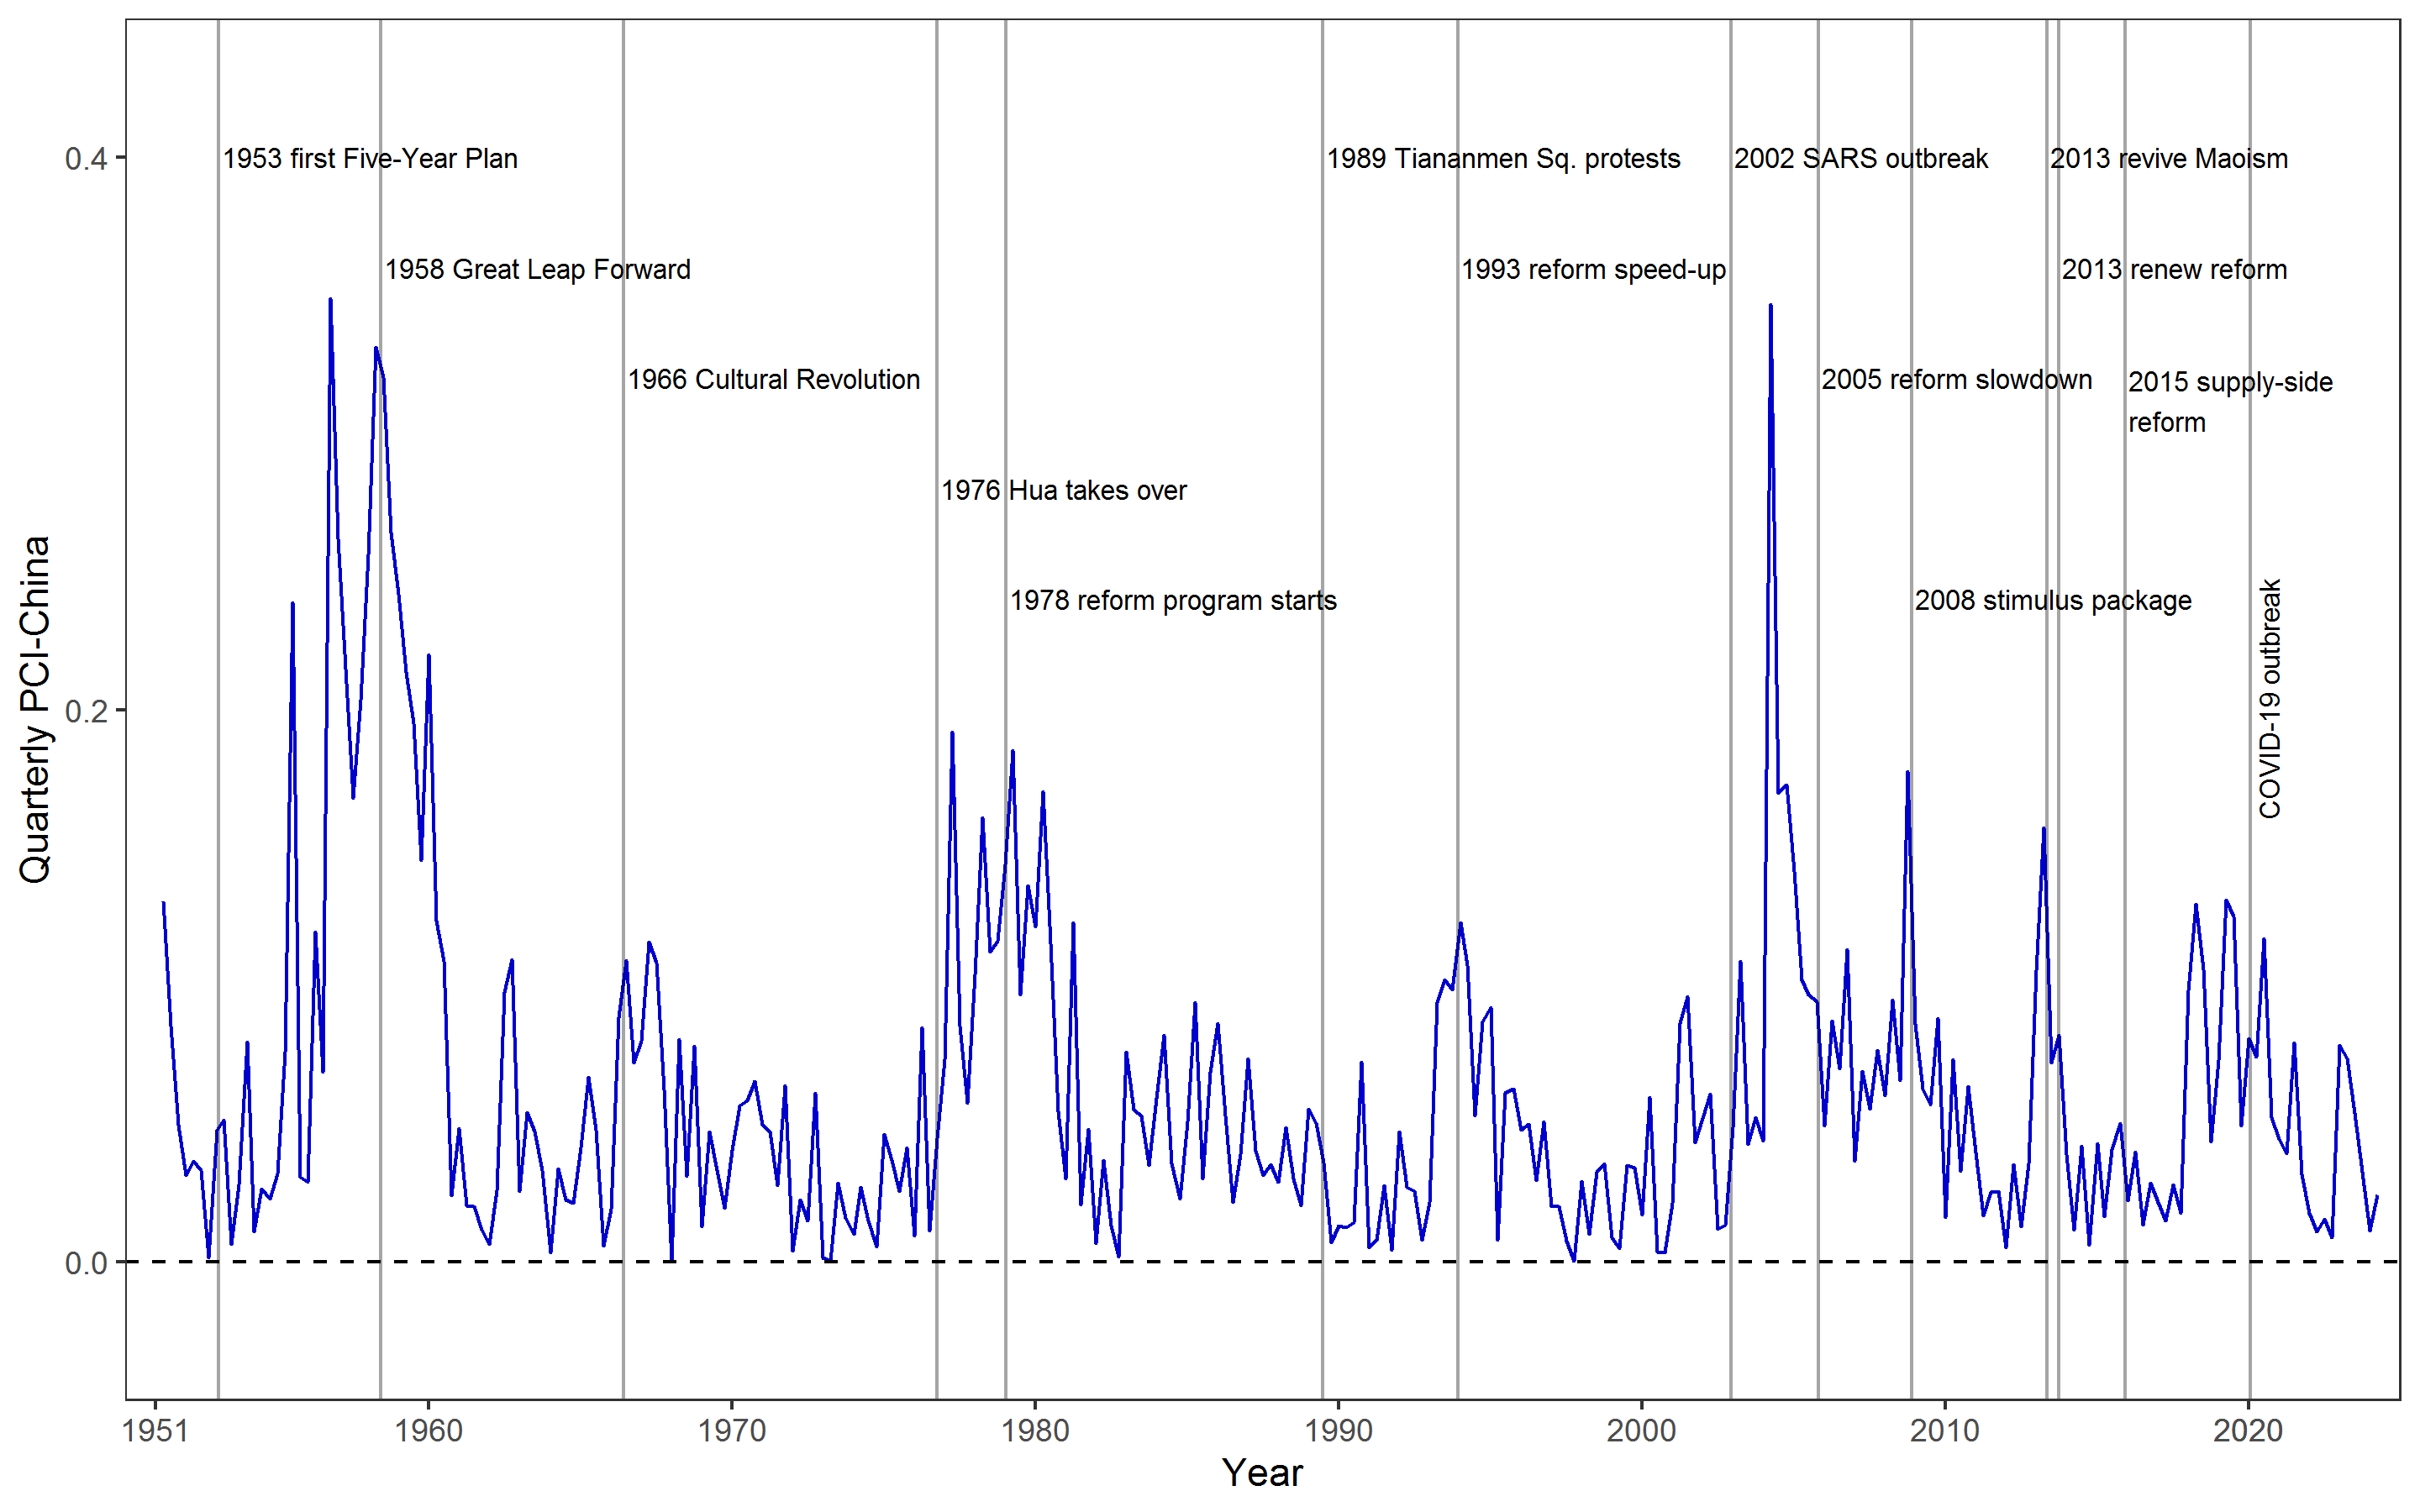 0.4
0.2
0.0
Quarterly PCI-China
1953 first Five-Year Plan
1989 Tiananmen Sq. protests
2002 SARS outbreak
2013 revive Maoism
1958 Great Leap Forward
1993 reform speed-up
2013 renew reform
1966 Cultural Revolution
2005 reform slowdown
2015 supply-side
reform
1976 Hua takes over
1978 reform program starts
2008 stimulus package
COVID-19 outbreak
1951
1960
1970
1980
1990
2000
2010
2020
Year